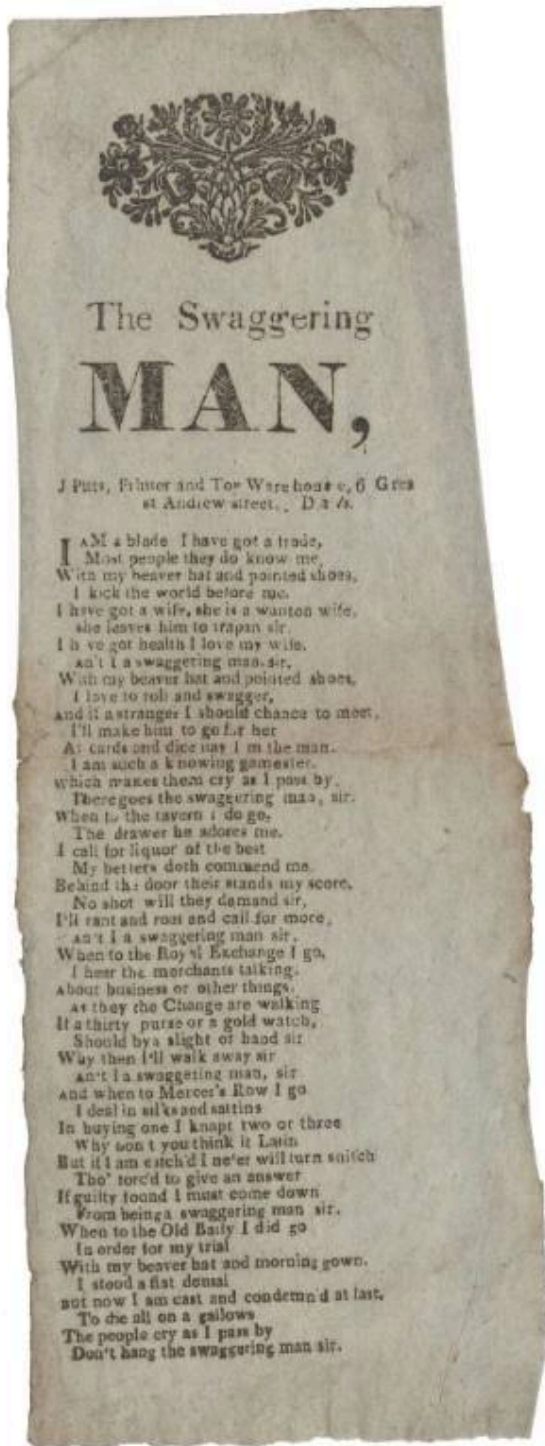 The Swaggering
MAN,
J Pitts, Printer and Toy Warehouse, 6 Grea
st Andrew street,
I AM a blade I have got a trade,
Most people they do know me,
With my beaver hat and pointed shoes,
I kick the world before me.
I have got a wife, she is a wanton wife,
she leaves him to trapan sir.
I h ve got health I love my wife,
an't I a swaggering man, sir,
With my beaver hat and pointed shoes,
I love to rob and swagger,
and if a stranger I should chance to meet,
I'll make him to go for her
At cards and dice I m the man.
I am such a knowing gamester.
which makes them cry as I pass by,
There goes the swaggering man, sir.
When to the tavern i do go,
The drawer he adores me.
I call for liquor of the best
My betters doth commend me
Behind the door their stands my score,
No shot will they demand sir,
I'll rant and roar and call for more,
an't I a swaggering man sir.
When to the Royal Exchange I go,
I hear the merchants talking.
about business or other things.
as they the Change are walking
If a thirty purse or a gold watch,
Should by a slight of hand sir
Why then I'll walk away sir
an't I a swaggering man, sir
And when to Mercer's Row I go
I deal in silks and sattins
In buying one I knapt two or three
Why don t you think it Latin
But if I am catch'd I ne'er will turn snitch
Tho' forc'd to give an answer
If guilty found I must come down
From being a swaggering man sir.
When to the Old Baily I did go
In order for my trial
With my beaver hat and morning gown.
I stood a flat denial
but now I am cast and condemn d at last,
To die all on a gallows
The people cry as I pass by
Don't hang the swaggering man sir.